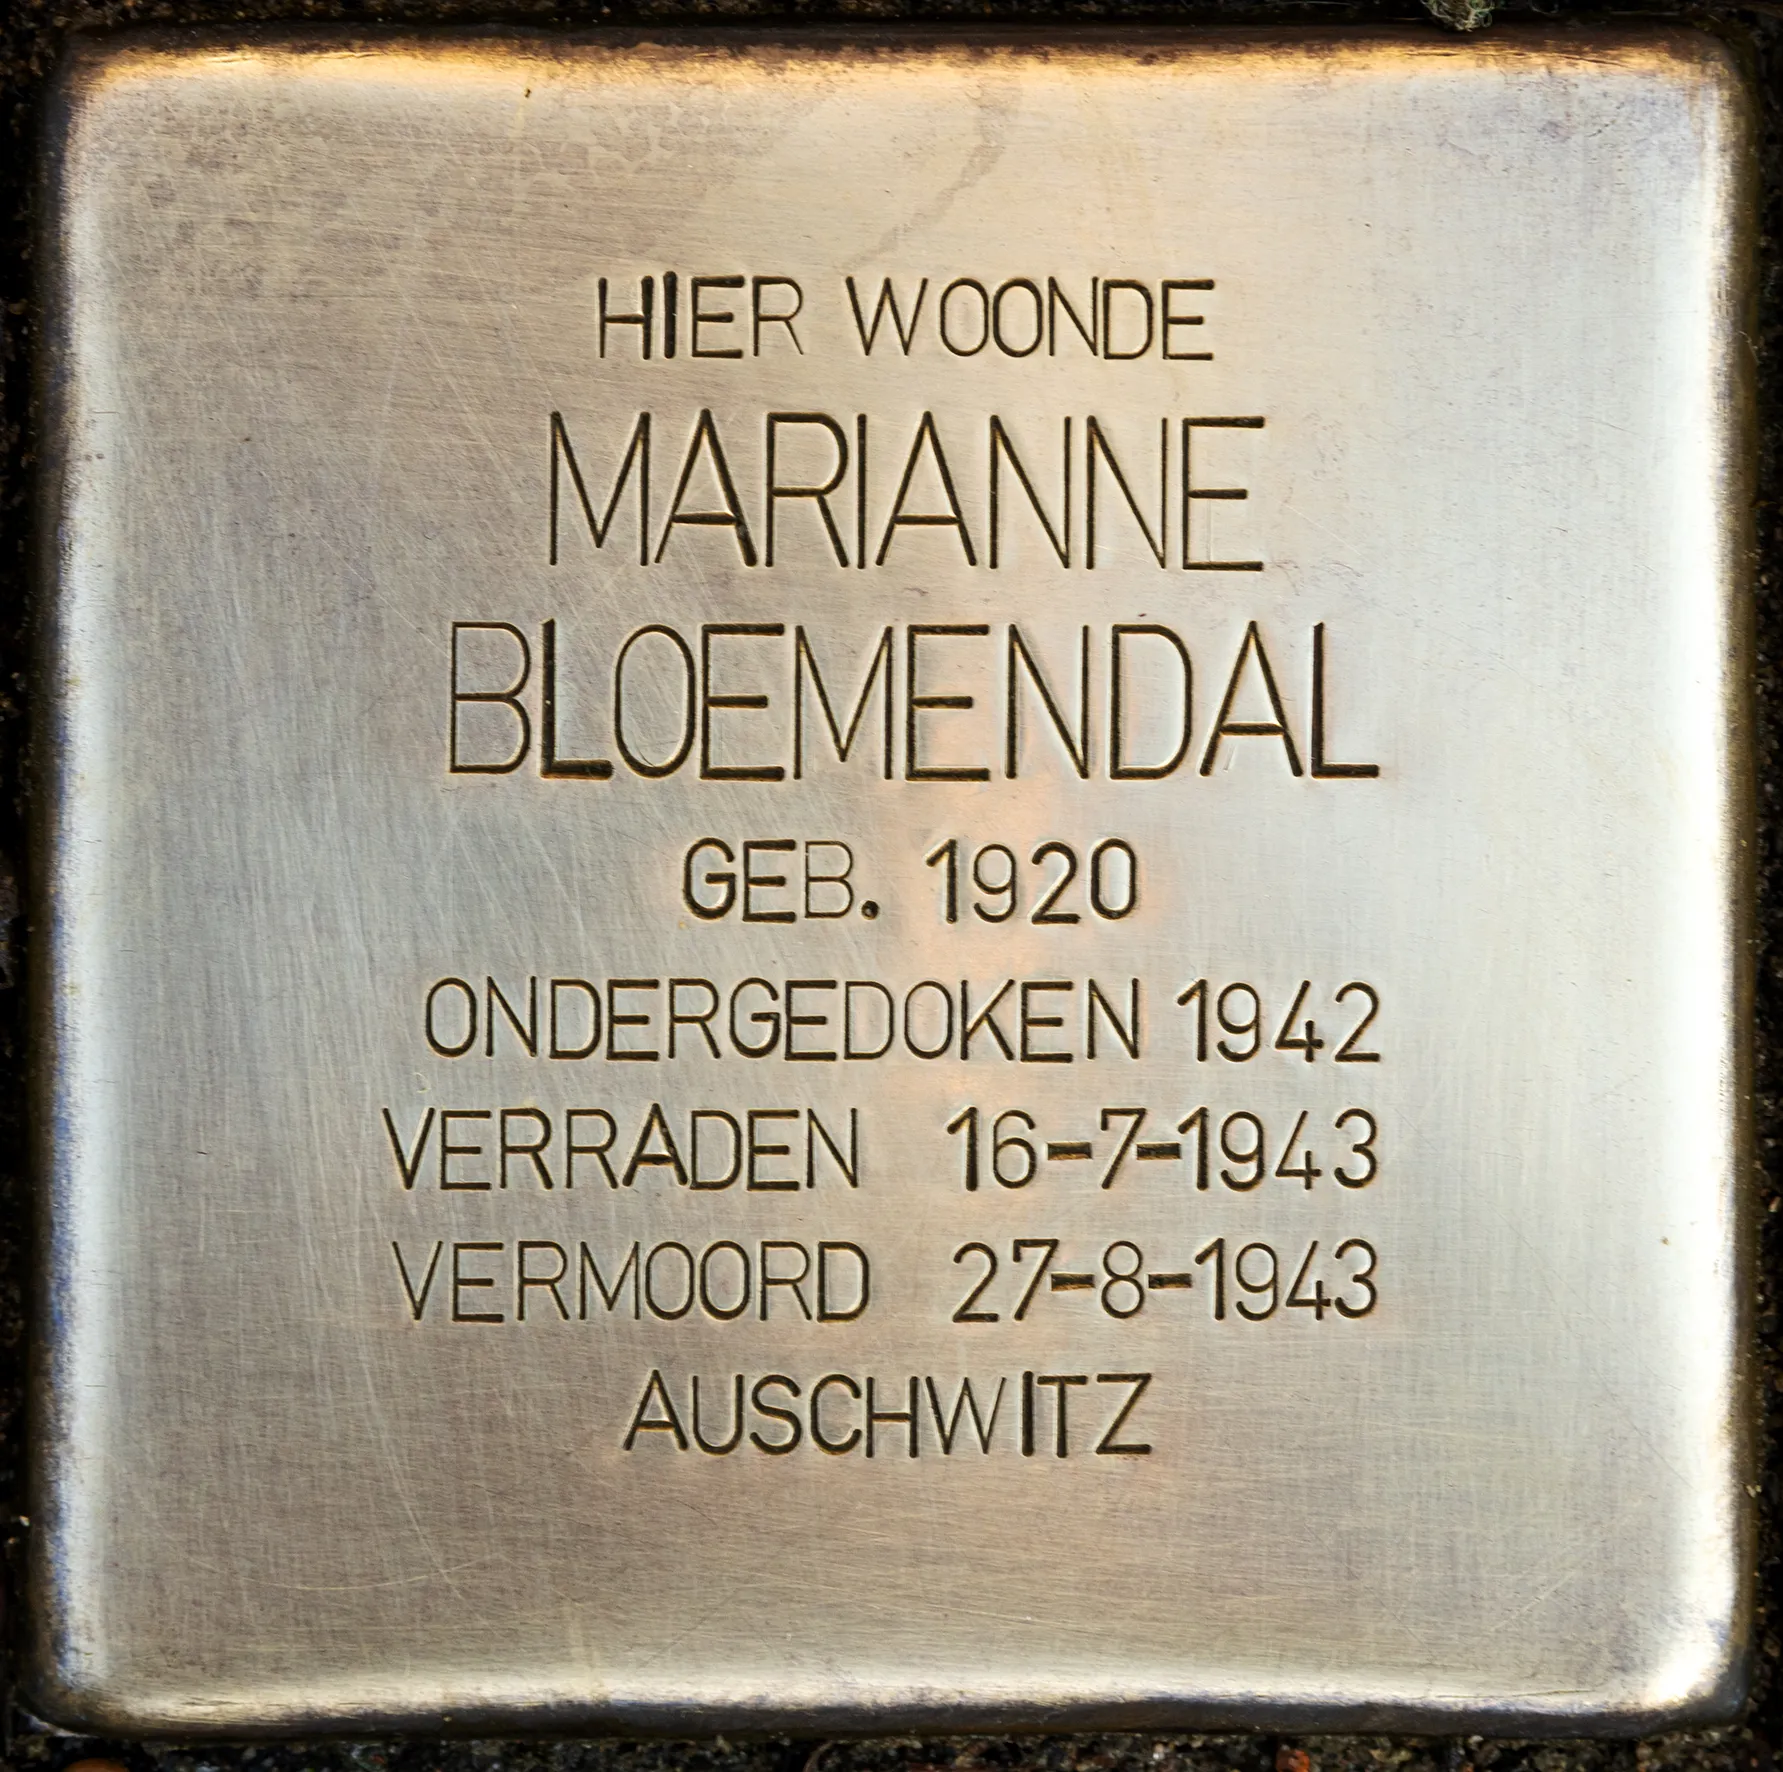 HIER WOONDE
MARIANNE
BLOEMENDAL
GEB. 1920
ONDERGEDOKEN 1942
VERRADEN 16-7-1943
VERMOORD 27-8-1943
AUSCHWITZ